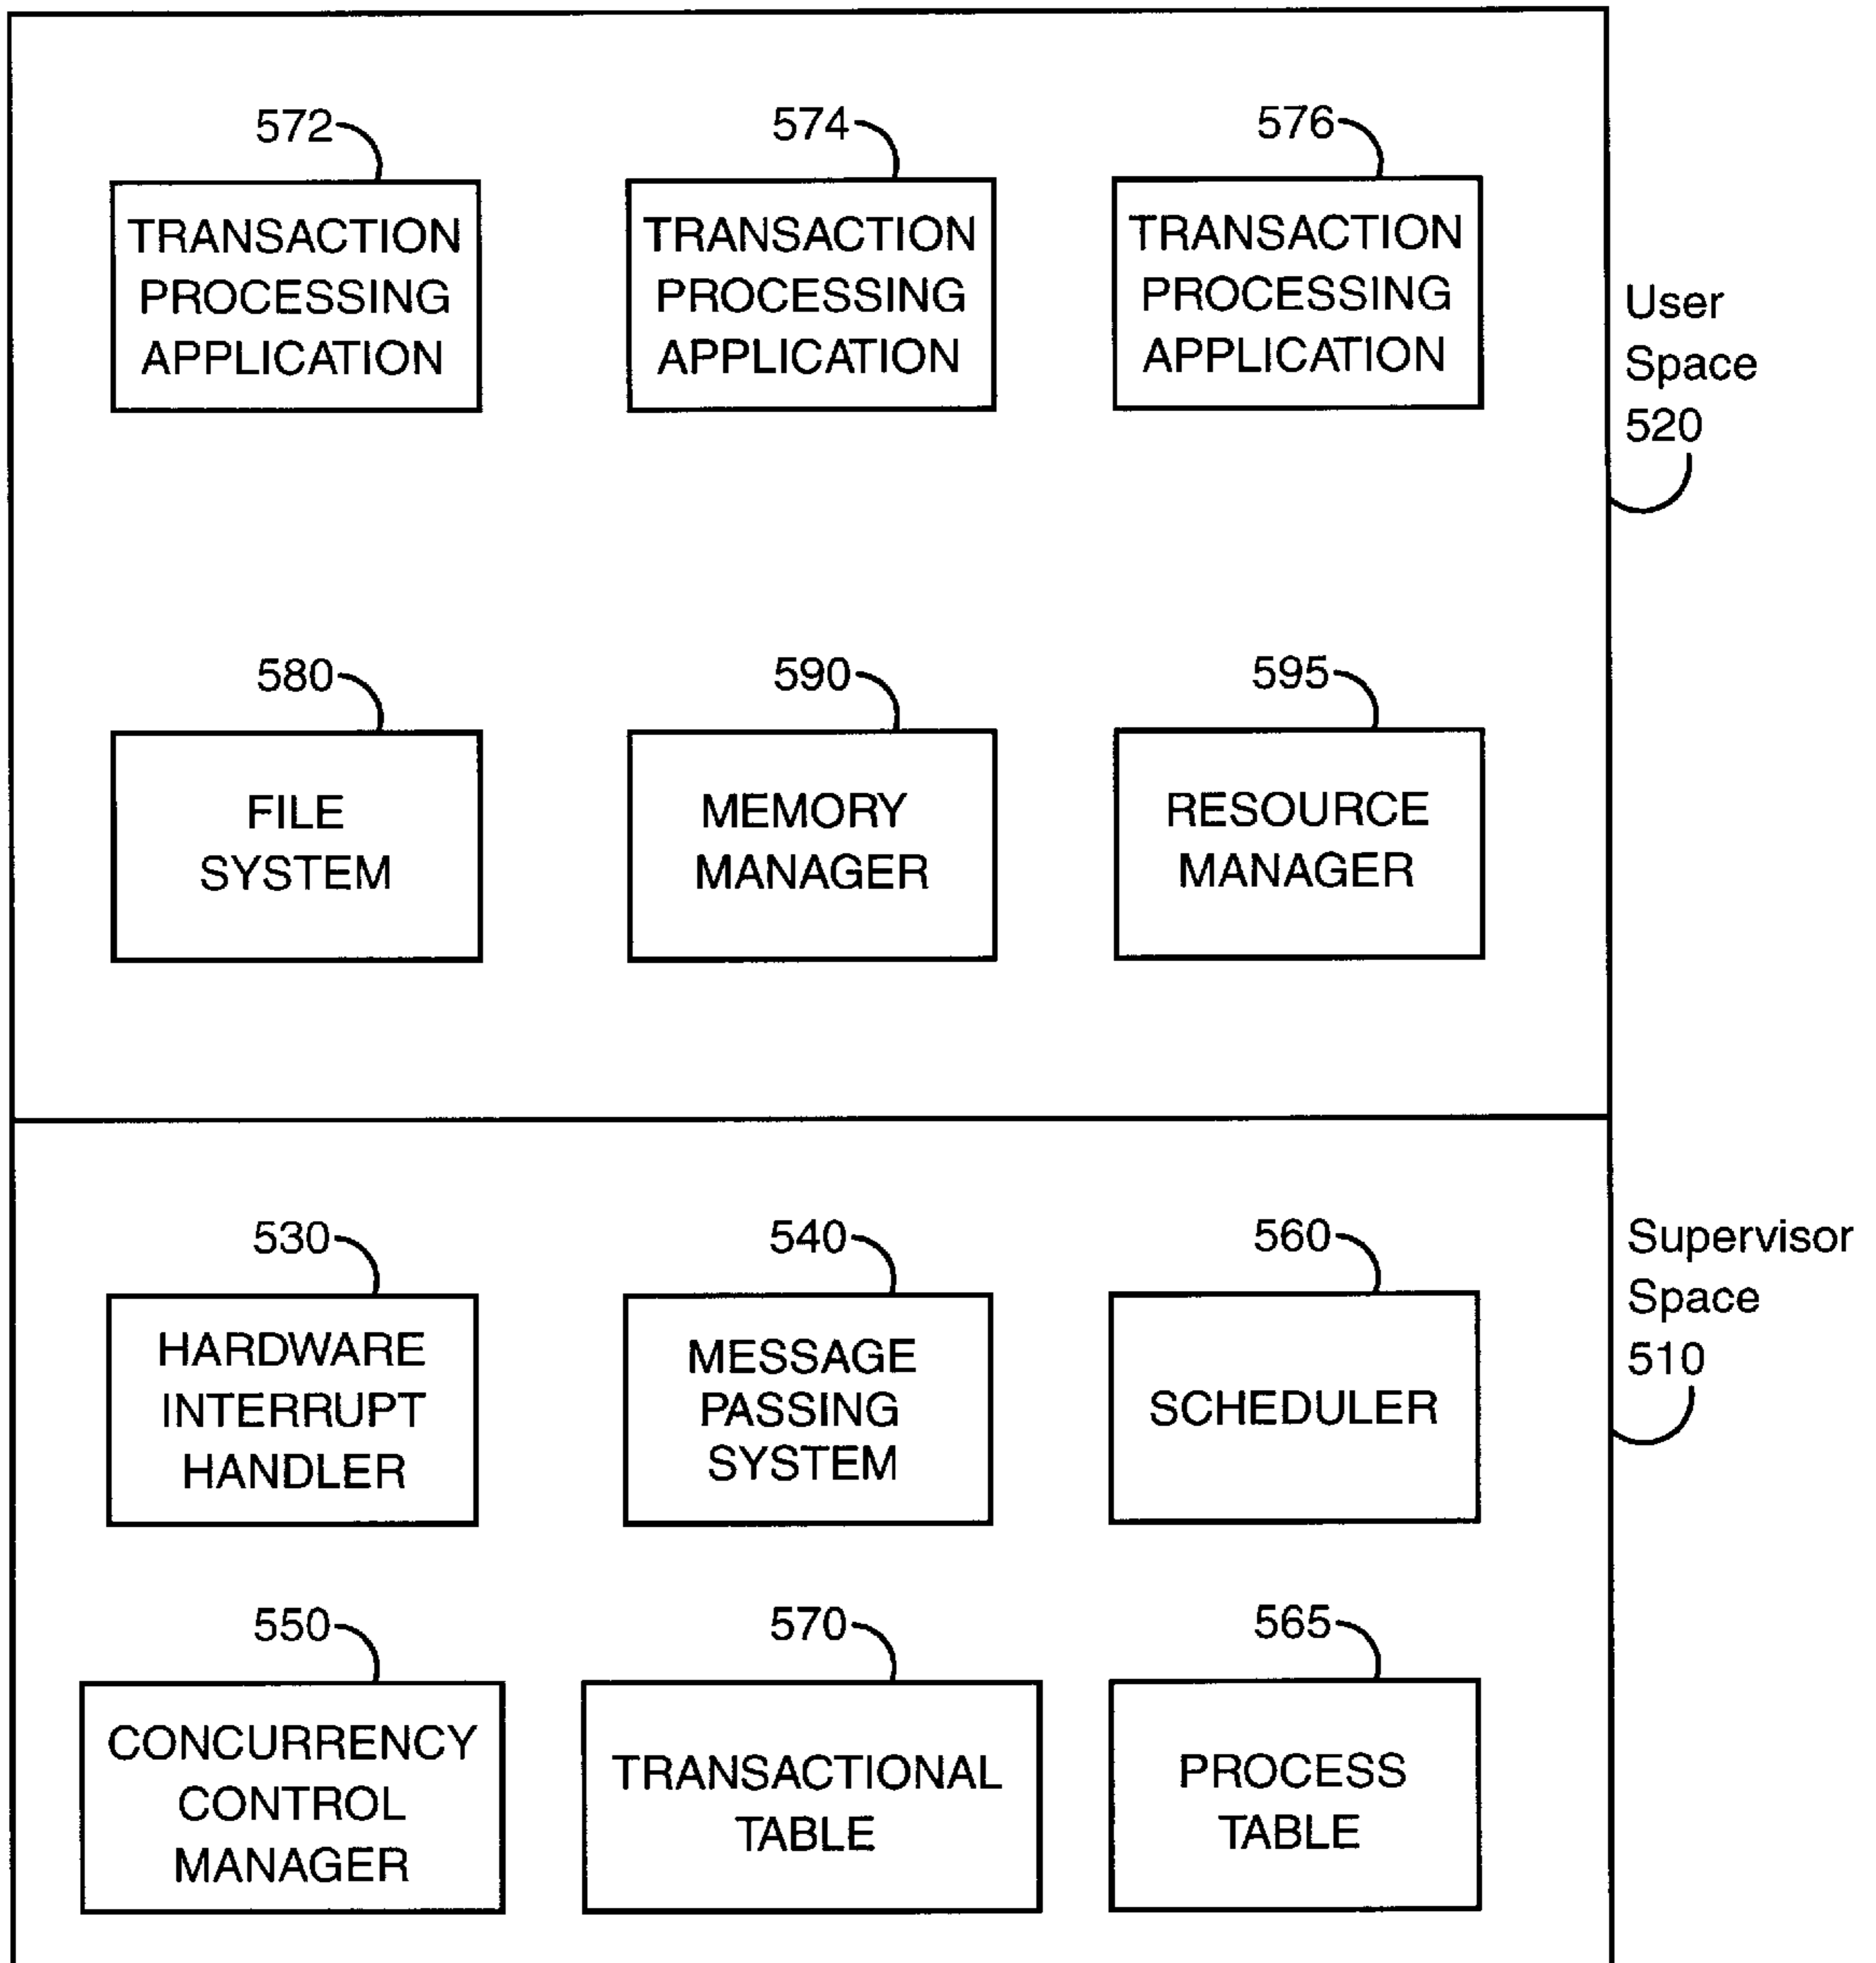 572
TRANSACTION
PROCESSING
APPLICATION
574
TRANSACTION
PROCESSING
APPLICATION
576
TRANSACTION
PROCESSING
APPLICATION
User
Space
520
580
FILE
SYSTEM
590
MEMORY
MANAGER
595
RESOURCE
MANAGER
530
HARDWARE
INTERRUPT
HANDLER
540
MESSAGE
PASSING
SYSTEM
560
SCHEDULER
Supervisor
Space
510
550
CONCURRENCY
CONTROL
MANAGER
570
TRANSACTIONAL
TABLE
565
PROCESS
TABLE